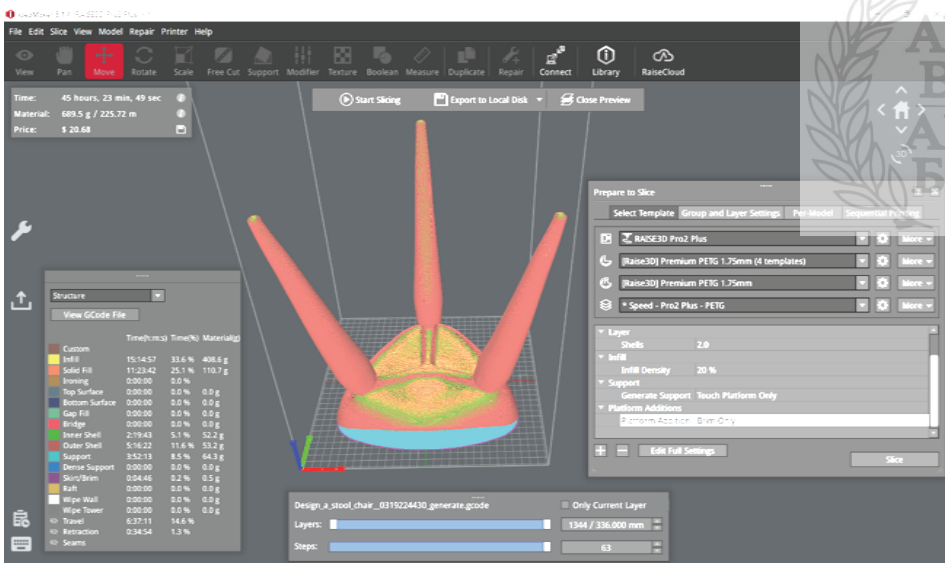 File Edit Slice View Model Repair Printer Help
View Pan Move Rotate Scale Free Cut Support Modifier Texture Boolean Measure Duplicate Repair Connect Library RaiseCloud
Time: 45 hours, 23 min, 49 sec
Material: 689.5 g / 225.72 m
Price: $ 20.68
Start Slicing Export to Local Disk Close Preview
Prepare to Slice
Select Template Group and Layer Settings Per-Model Sequential Printing
RAISE3D Pro2 Plus More
[Raise3D] Premium PETG 1.75mm (4 templates) More
[Raise3D] Premium PETG 1.75mm More
* Speed - Pro2 Plus - PETG More
Layer
Shells 2.0
Infill
Infill Density 20 %
Support
Generate Support Touch Platform Only
Platform Additions
Platform Addition Brim Only
Edit Full Settings
Slice
Structure
View GCode File
Time(h:m:s) Time(%) Material(g)
Custom
Infill 15:14:57 33.6 % 408.6 g
Solid Fill 11:23:42 25.1 % 110.7 g
Ironing 0:00:00 0.0 %
Top Surface 0:00:00 0.0 % 0.0 g
Bottom Surface 0:00:00 0.0 % 0.0 g
Gap Fill 0:00:00 0.0 % 0.0 g
Bridge 0:00:00 0.0 % 0.0 g
Inner Shell 2:19:43 5.1 % 52.2 g
Outer Shell 5:16:22 11.6 % 53.2 g
Support 3:52:13 8.5 % 64.3 g
Dense Support 0:00:00 0.0 % 0.0 g
Skirt/Brim 0:04:46 0.2 % 0.5 g
Raft 0:00:00 0.0 % 0.0 g
Wipe Wall 0:00:00 0.0 % 0.0 g
Wipe Tower 0:00:00 0.0 % 0.0 g
Travel 6:37:11 14.6 %
Retraction 0:34:54 1.3 %
Seams
Design_a_stool_chair__0319224430_generate.gcode
Only Current Layer
Layers: 1344 / 336.000 mm
Steps: 63